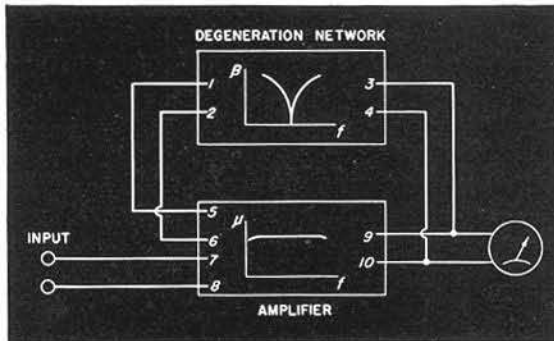 DEGENERATION NETWORK
β
f
1
2
3
4
INPUT
μ
f
5
6
7
8
9
10
AMPLIFIER